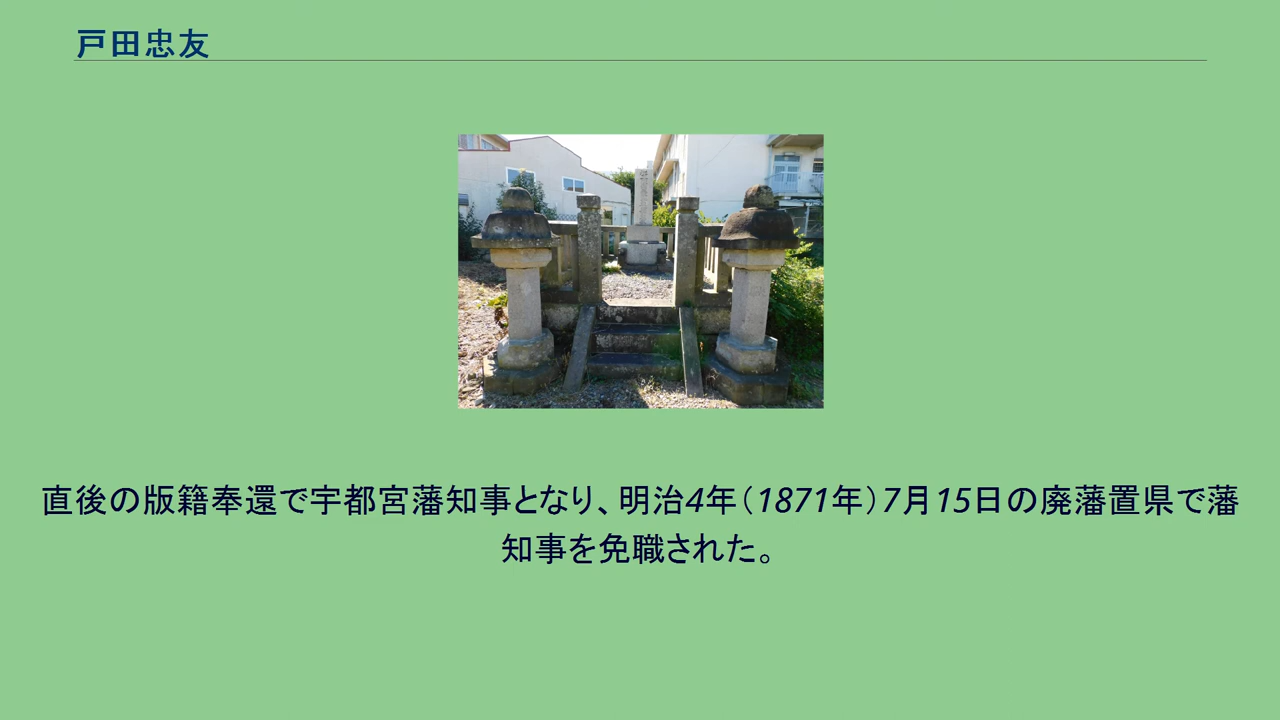 戸田忠友
直後の版籍奉還で宇都宮藩知事となり、明治4年（1871年）7月15日の廃藩置県で藩
知事を免職された。